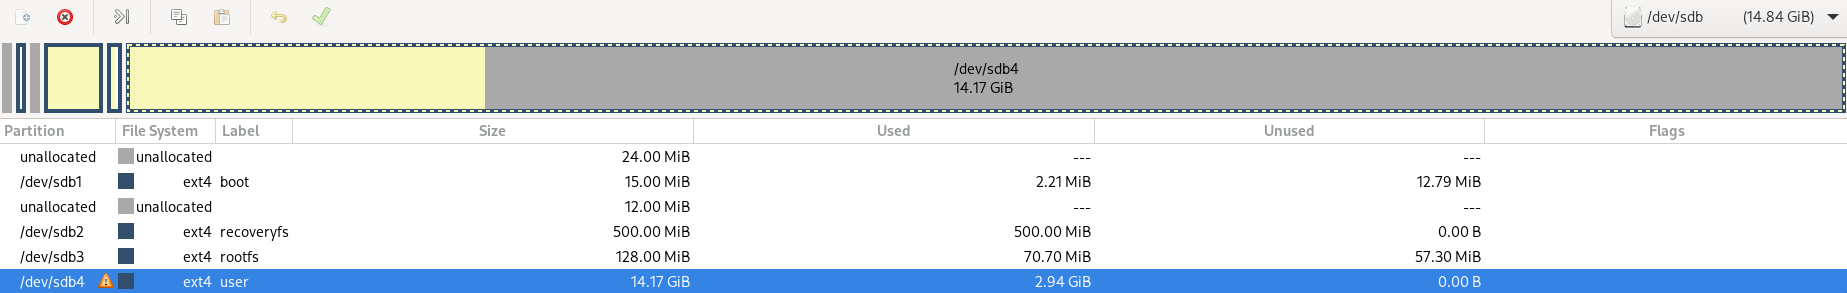 /dev/sdb (14.84 GiB)
/dev/sdb4
14.17 GiB
Partition File System Label Size Used Unused Flags
unallocated unallocated 24.00 MiB --- ---
/dev/sdb1 ext4 boot 15.00 MiB 2.21 MiB 12.79 MiB
unallocated unallocated 12.00 MiB --- ---
/dev/sdb2 ext4 recoveryfs 500.00 MiB 500.00 MiB 0.00 B
/dev/sdb3 ext4 rootfs 128.00 MiB 70.70 MiB 57.30 MiB
/dev/sdb4 ext4 user 14.17 GiB 2.94 GiB 0.00 B